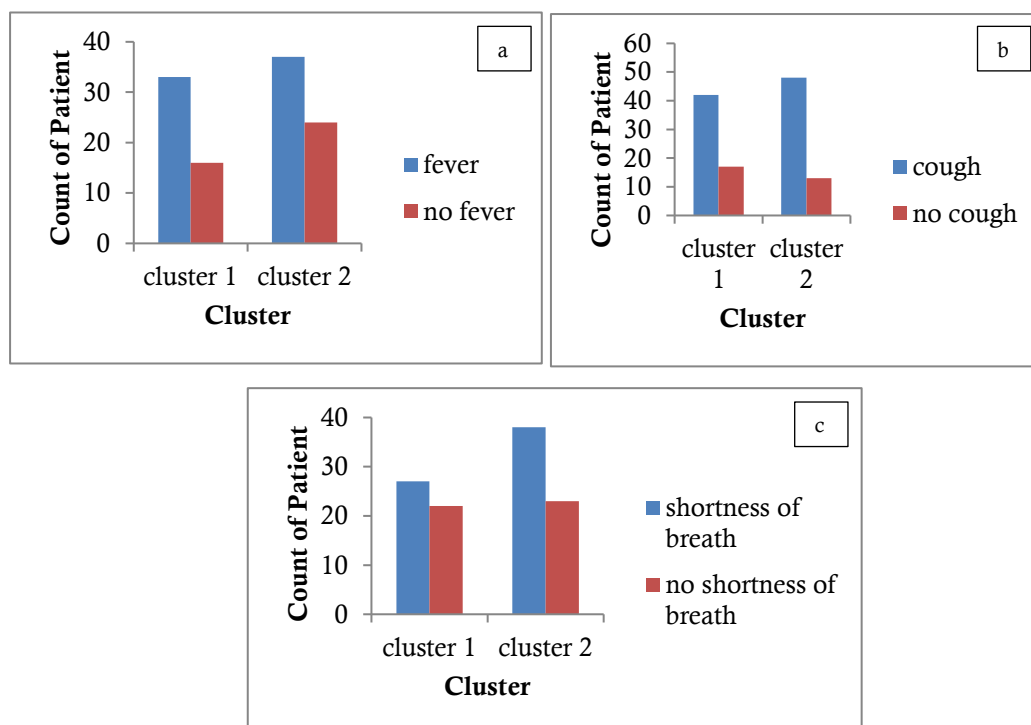 a
Count of Patient
40
30
20
10
0
cluster 1
cluster 2
Cluster
fever
no fever
b
Count of Patient
60
50
40
30
20
10
0
cluster
1
cluster
2
Cluster
cough
no cough
c
Count of Patient
40
30
20
10
0
cluster 1
cluster 2
Cluster
shortness of
breath
no shortness of
breath